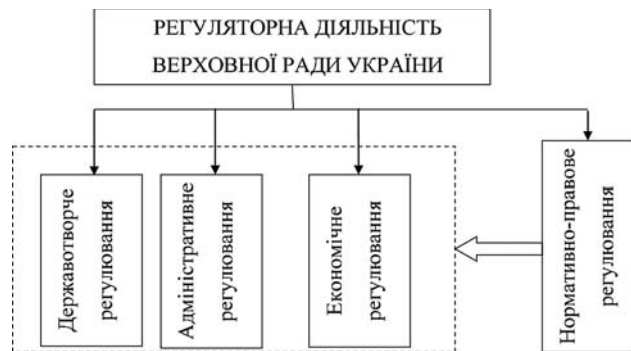 РЕГУЛЯТОРНА ДІЯЛЬНІСТЬ
ВЕРХОВНОЇ РАДИ УКРАЇНИ
Державотворче
регулювання
Адміністративне
регулювання
Економічне
регулювання
Нормативно-правове
регулювання